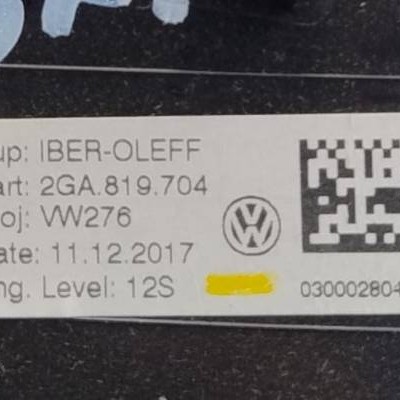 up: IBER-OLEFF
art: 2GA.819.704
oj: VW276
ate: 11.12.2017
ng. Level: 12S
030002804